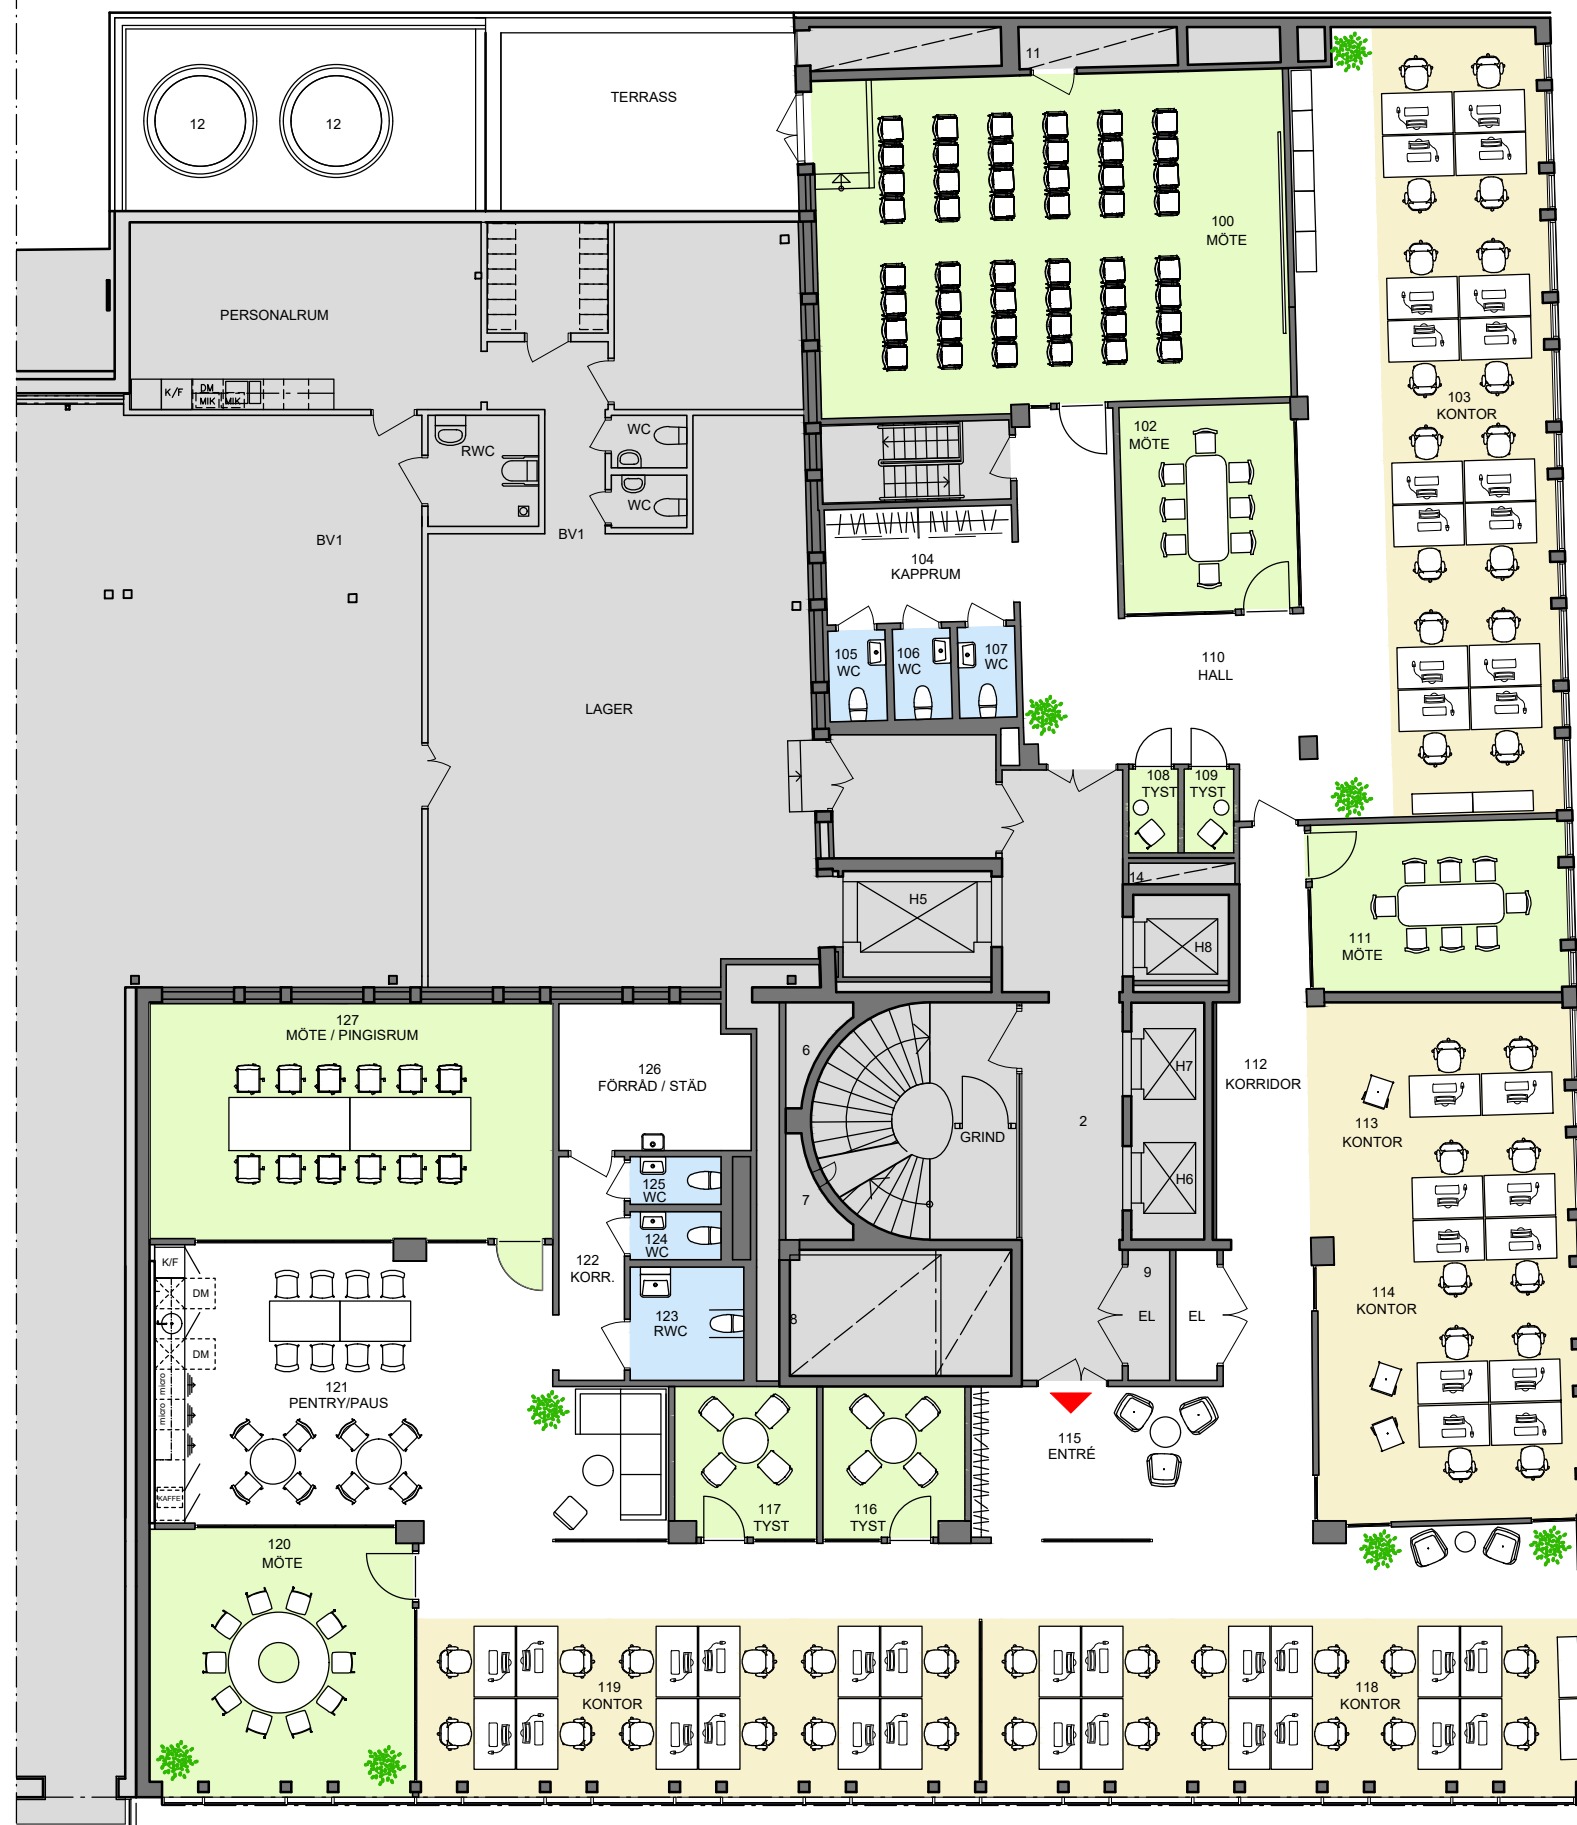 11
TERRASS
12
12
100
MÖTE
PERSONALRUM
K/F
DM
MIK
MIK
103
KONTOR
102
MÖTE
WC
RWC
WC
BV1
BV1
104
KAPPRUM
105
WC
106
WC
107
WC
110
HALL
LAGER
108
TYST
109
TYST
14
H5
H8
111
MÖTE
127
MÖTE / PINGISRUM
6
126
FÖRRÅD / STÄD
H7
112
KORRIDOR
2
113
KONTOR
GRIND
125
WC
7
H6
124
WC
K/F
122
KORR.
DM
9
114
KONTOR
8
EL
EL
123
RWC
DM
121
PENTRY/PAUS
micro
micro
115
ENTRÉ
KAFFE
117
TYST
116
TYST
120
MÖTE
119
KONTOR
118
KONTOR